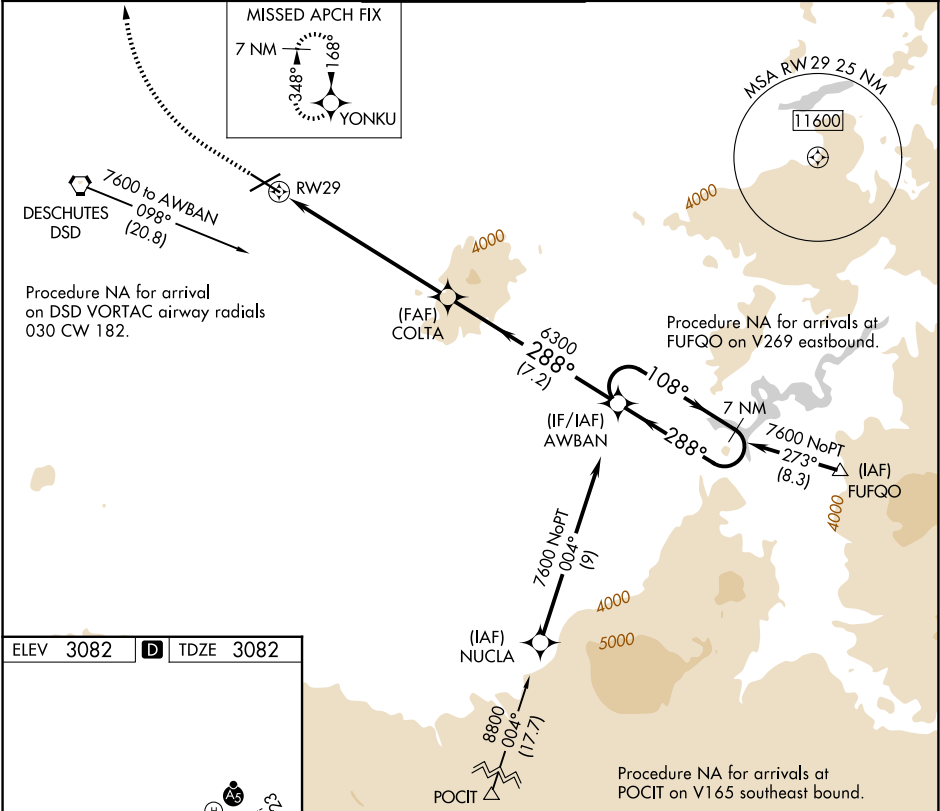 MISSED APCH FIX
7 NM
348°
168°
YONKU
MSA RW29 25 NM
11600
RW29
DESCHUTES
DSD
7600 to AWBAN
098°
(20.8)
4000
4000
Procedure NA for arrival
on DSD VORTAC airway radials
030 CW 182.
(FAF)
COLTA
6300
288°
(7.2)
Procedure NA for arrivals at
FUFQO on V269 eastbound.
108°
7 NM
288°
(IF/IAF)
AWBAN
7600 NoPT
273°
(8.3)
(IAF)
FUFQO
4000
7600 NoPT
004°
(9)
4000
5000
(IAF)
NUCLA
8800
004°
(17.7)
POCIT
Procedure NA for arrivals at
POCIT on V165 southeast bound.
ELEV 3082
D
TDZE 3082
A5
H